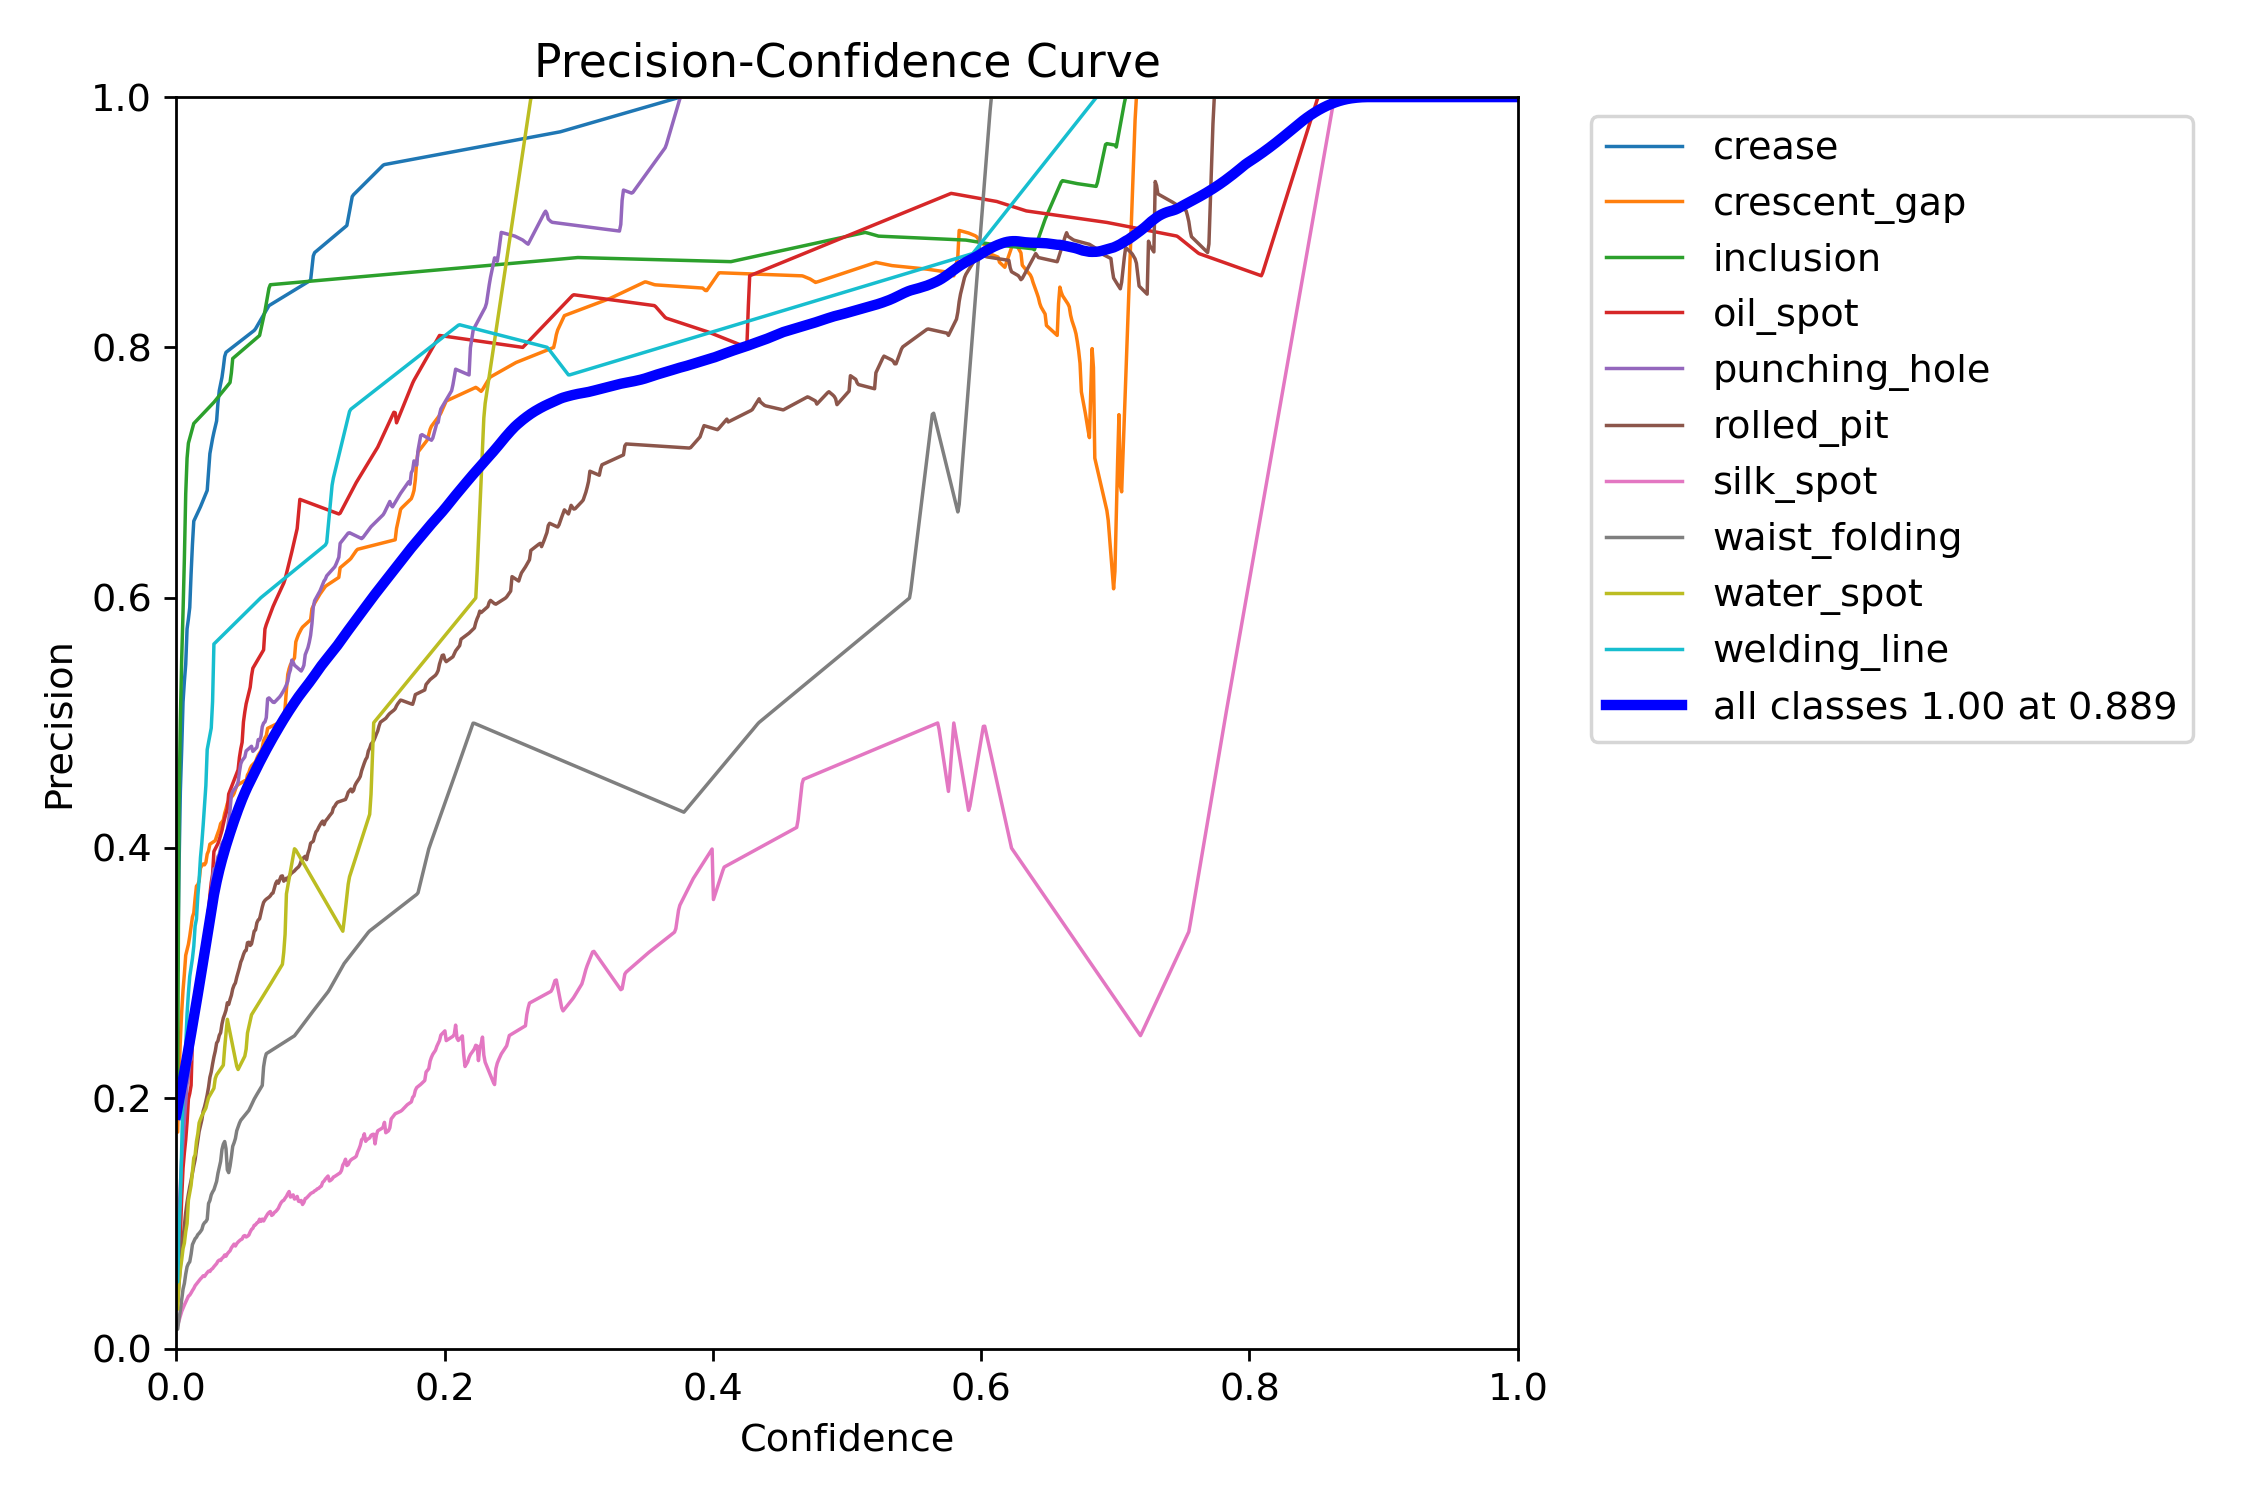 Precision-Confidence Curve
1.0
0.8
0.6
0.4
0.2
0.0
Precision
0.0 0.2 0.4 0.6 0.8 1.0
Confidence
crease
crescent_gap
inclusion
oil_spot
punching_hole
rolled_pit
silk_spot
waist_folding
water_spot
welding_line
all classes 1.00 at 0.889